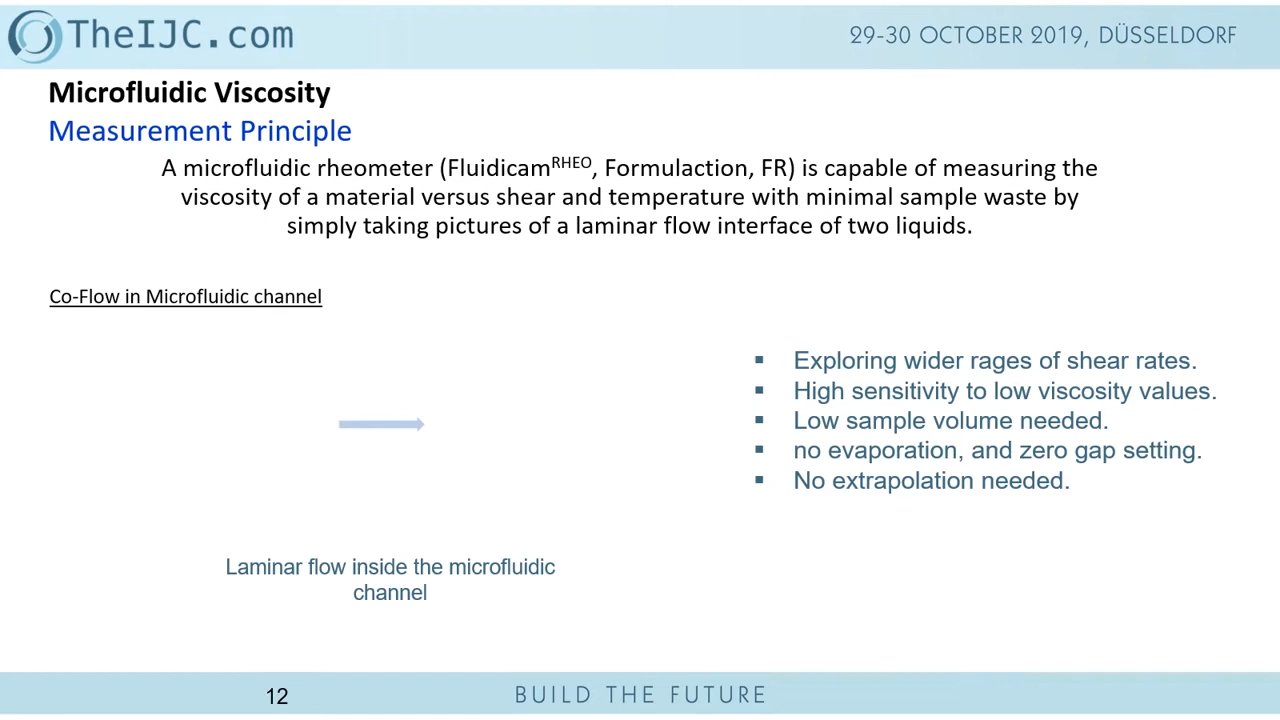 TheIJC.com
29-30 OCTOBER 2019, DÜSSELDORF
Microfluidic Viscosity
Measurement Principle
A microfluidic rheometer (FluidicamRHEO, Formulaction, FR) is capable of measuring the
viscosity of a material versus shear and temperature with minimal sample waste by
simply taking pictures of a laminar flow interface of two liquids.
Co-Flow in Microfluidic channel
▪ Exploring wider rages of shear rates.
▪ High sensitivity to low viscosity values.
▪ Low sample volume needed.
▪ no evaporation, and zero gap setting.
▪ No extrapolation needed.
Laminar flow inside the microfluidic
channel
12
BUILD THE FUTURE